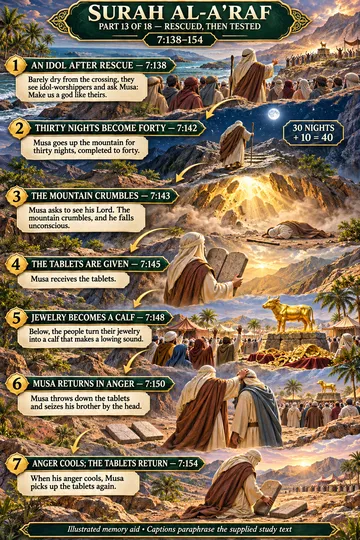 SURAH AL-A'RAF
PART 13 OF 18 — RESCUED, THEN TESTED
7:138–154
1
AN IDOL AFTER RESCUE — 7:138
Barely dry from the crossing, they
see idol-worshippers and ask Musa:
Make us a god like theirs.
2
THIRTY NIGHTS BECOME FORTY — 7:142
Musa goes up the mountain for
thirty nights, completed to forty.
30 NIGHTS
+ 10 = 40
3
THE MOUNTAIN CRUMBLES — 7:143
Musa asks to see his Lord. The
mountain crumbles, and he falls
unconscious.
4
THE TABLETS ARE GIVEN — 7:145
Musa receives the tablets.
5
JEWELRY BECOMES A CALF — 7:148
Below, the people turn their jewelry
into a calf that makes a lowing sound.
6
MUSA RETURNS IN ANGER — 7:150
Musa throws down the tablets
and seizes his brother by the head.
7
ANGER COOLS; THE TABLETS RETURN — 7:154
When his anger cools, Musa
picks up the tablets again.
Illustrated memory aid • Captions paraphrase the supplied study text